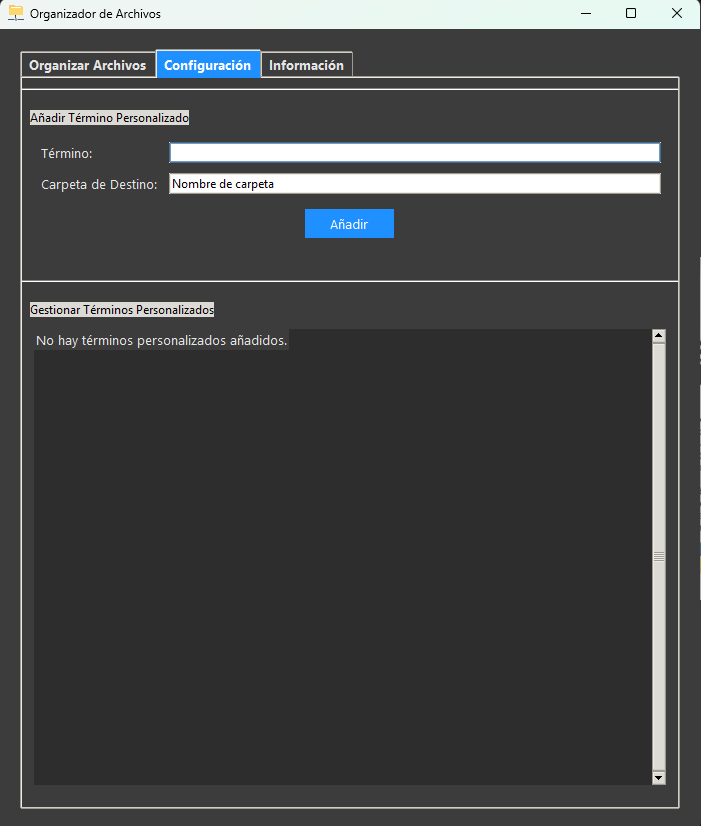 Organizador de Archivos
Organizar Archivos Configuración Información
Añadir Término Personalizado
Término:
Carpeta de Destino: Nombre de carpeta
Añadir
Gestionar Términos Personalizados
No hay términos personalizados añadidos.